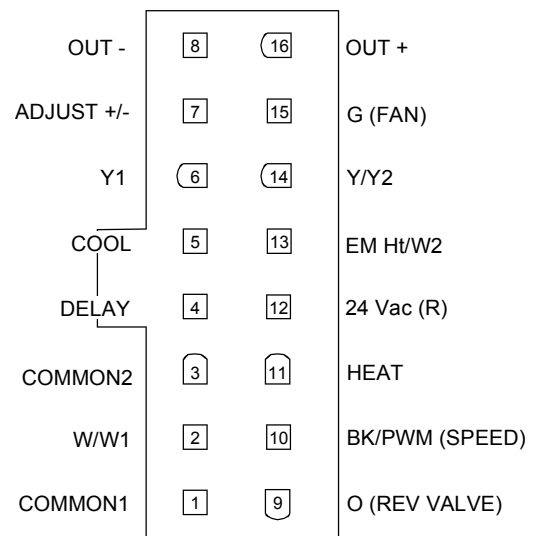 OUT - 8 16 OUT +
ADJUST +/- 7 15 G (FAN)
Y1 6 14 Y/Y2
COOL 5 13 EM Ht/W2
DELAY 4 12 24 Vac (R)
COMMON2 3 11 HEAT
W/W1 2 10 BK/PWM (SPEED)
COMMON1 1 9 O (REV VALVE)